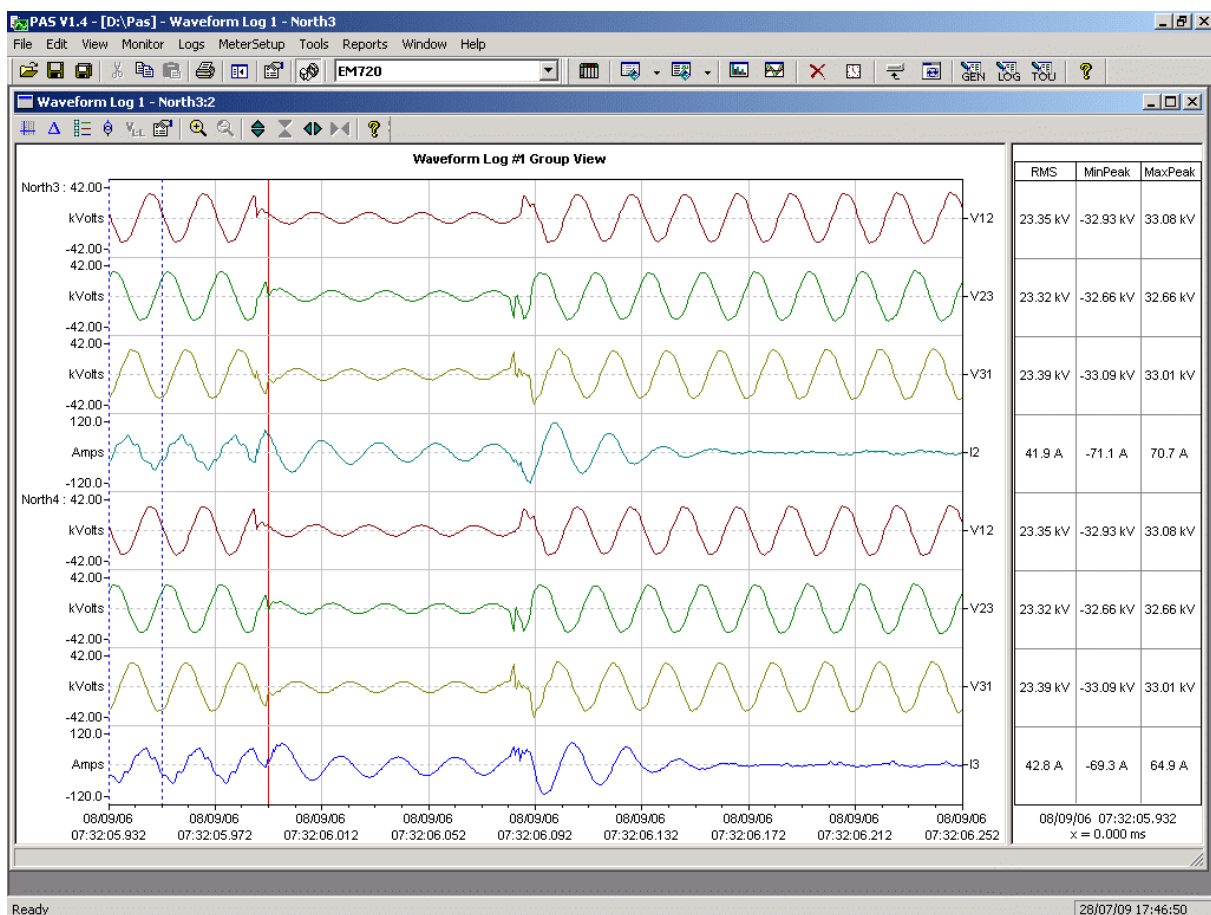 PAS V1.4 - [D:\Pas] - Waveform Log 1 - North3
File Edit View Monitor Logs MeterSetup Tools Reports Window Help
EM720
GEN LOG TOU
Waveform Log 1 - North3:2
VLL
Waveform Log #1 Group View
RMS MinPeak MaxPeak
North3 : 42.00
kVolts
-42.00
V12
23.35 kV -32.93 kV 33.08 kV
42.00
kVolts
-42.00
V23
23.32 kV -32.66 kV 32.66 kV
42.00
kVolts
-42.00
V31
23.39 kV -33.09 kV 33.01 kV
120.0
Amps
-120.0
I2
41.9 A -71.1 A 70.7 A
North4 : 42.00
kVolts
-42.00
V12
23.35 kV -32.93 kV 33.08 kV
42.00
kVolts
-42.00
V23
23.32 kV -32.66 kV 32.66 kV
42.00
kVolts
-42.00
V31
23.39 kV -33.09 kV 33.01 kV
120.0
Amps
-120.0
I3
42.8 A -69.3 A 64.9 A
08/09/06 08/09/06 08/09/06 08/09/06 08/09/06 08/09/06 08/09/06 08/09/06 08/09/06
07:32:05.932 07:32:05.972 07:32:06.012 07:32:06.052 07:32:06.092 07:32:06.132 07:32:06.172 07:32:06.212 07:32:06.252
08/09/06 07:32:05.932
x = 0.000 ms
Ready
28/07/09 17:46:50